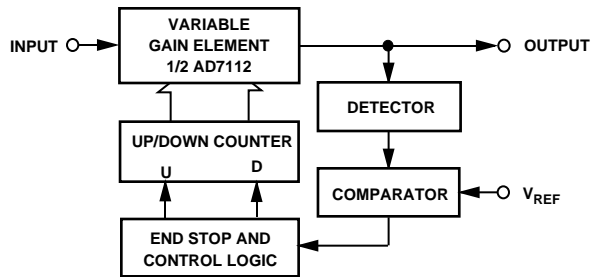 VARIABLE
GAIN ELEMENT
1/2 AD7112
INPUT
OUTPUT
DETECTOR
UP/DOWN COUNTER
U D
COMPARATOR
VREF
END STOP AND
CONTROL LOGIC